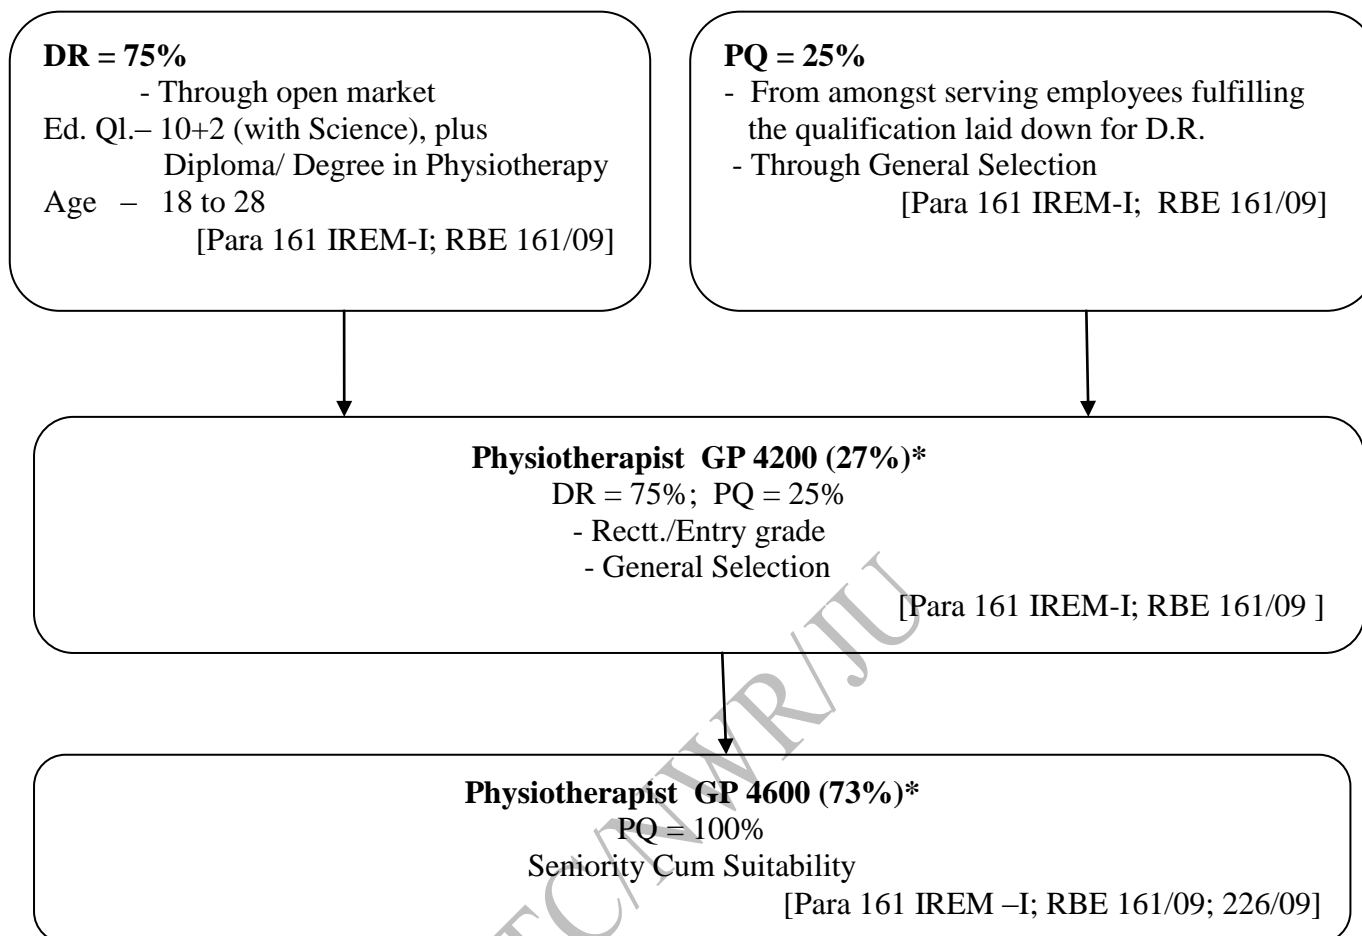 DR = 75%
- Through open market
Ed. Ql.– 10+2 (with Science), plus
Diploma/ Degree in Physiotherapy
Age – 18 to 28
[Para 161 IREM-I; RBE 161/09]
PQ = 25%
- From amongst serving employees fulfilling
the qualification laid down for D.R.
- Through General Selection
[Para 161 IREM-I; RBE 161/09]
Physiotherapist GP 4200 (27%)*
DR = 75%; PQ = 25%
- Rectt./Entry grade
- General Selection
[Para 161 IREM-I; RBE 161/09 ]
Physiotherapist GP 4600 (73%)*
PQ = 100%
Seniority Cum Suitability
[Para 161 IREM –I; RBE 161/09; 226/09]
TC/NWR/JU